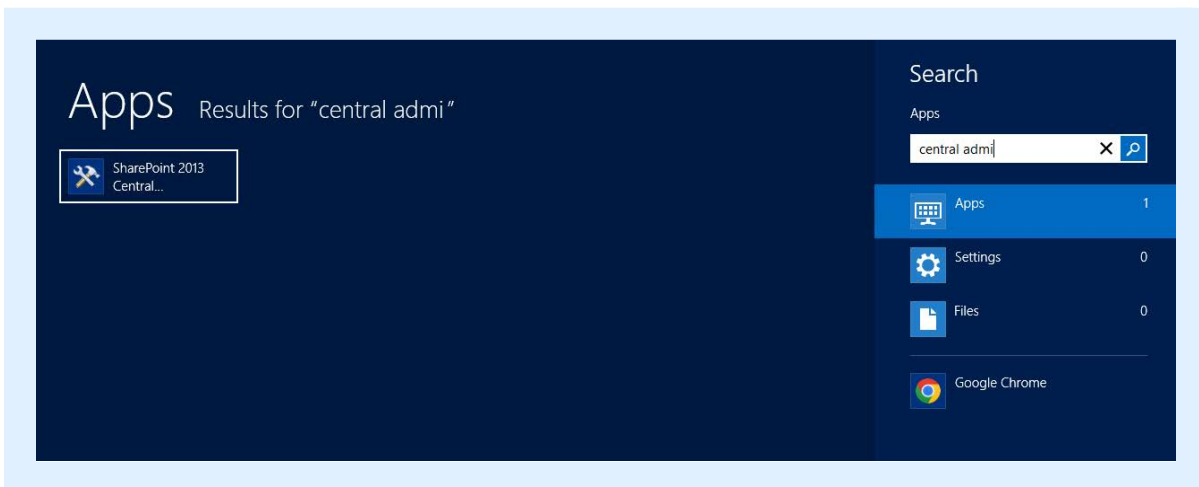 Apps Results for “central admi”
SharePoint 2013
Central...
Search
Apps
central admi
Apps 1
Settings 0
Files 0
Google Chrome